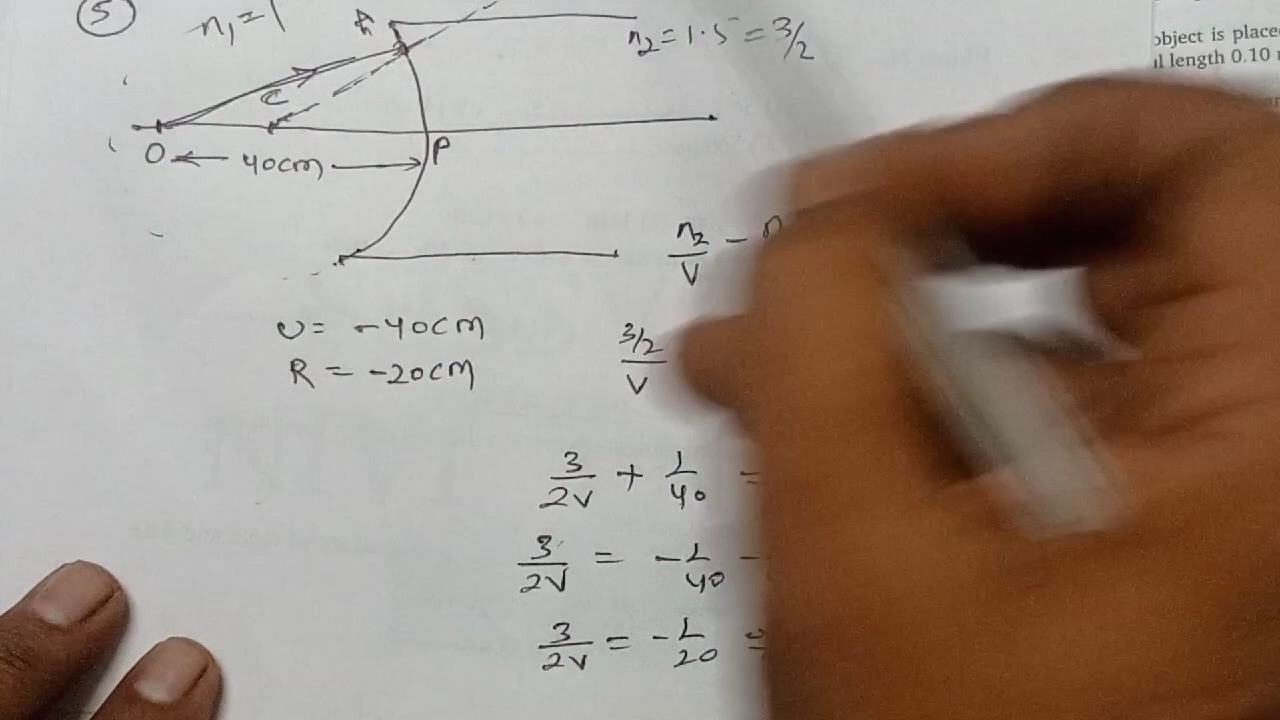 5
n₁ = 1
A
n₂ = 1.5 = 3/2
object is place
l length 0.10
C
O
40cm
P
n₂/V - n
u = -40cm
R = -20cm
3/2/V
3/2V + 1/40 =
3/2V = -1/40 -
3/2V = -1/20